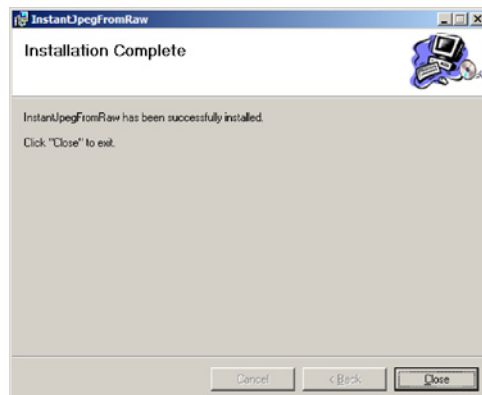 InstantJpegFromRaw
Installation Complete
InstantJpegFromRaw has been successfully installed.
Click "Close" to exit.
Cancel
< Back
Close